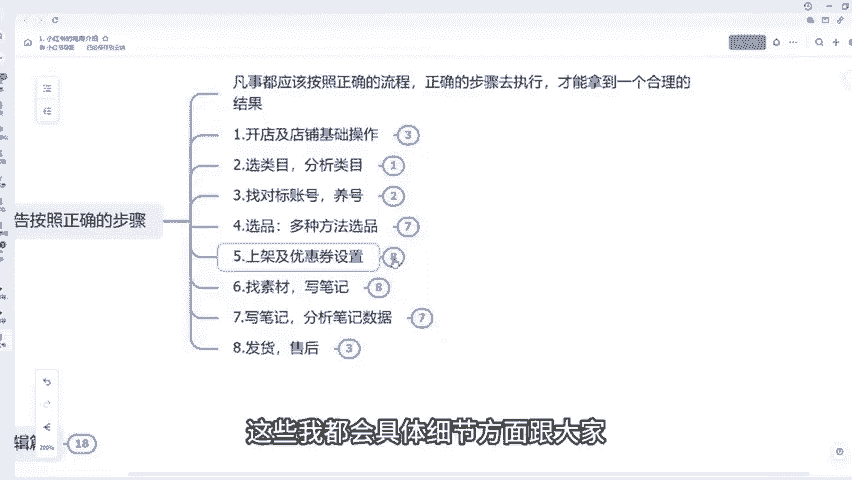 1. 小红书的电商介绍
凡事都应该按照正确的流程，正确的步骤去执行，才能拿到一个合理的
结果
1.开店及店铺基础操作 3
2.选类目，分析类目 1
3.找对标账号，养号 2
告按照正确的步骤
4.选品：多种方法选品 7
5.上架及优惠券设置
6.找素材，写笔记 8
7.写笔记，分析笔记数据 7
8.发货，售后 3
这些我都会具体细节方面跟大家
18
200%